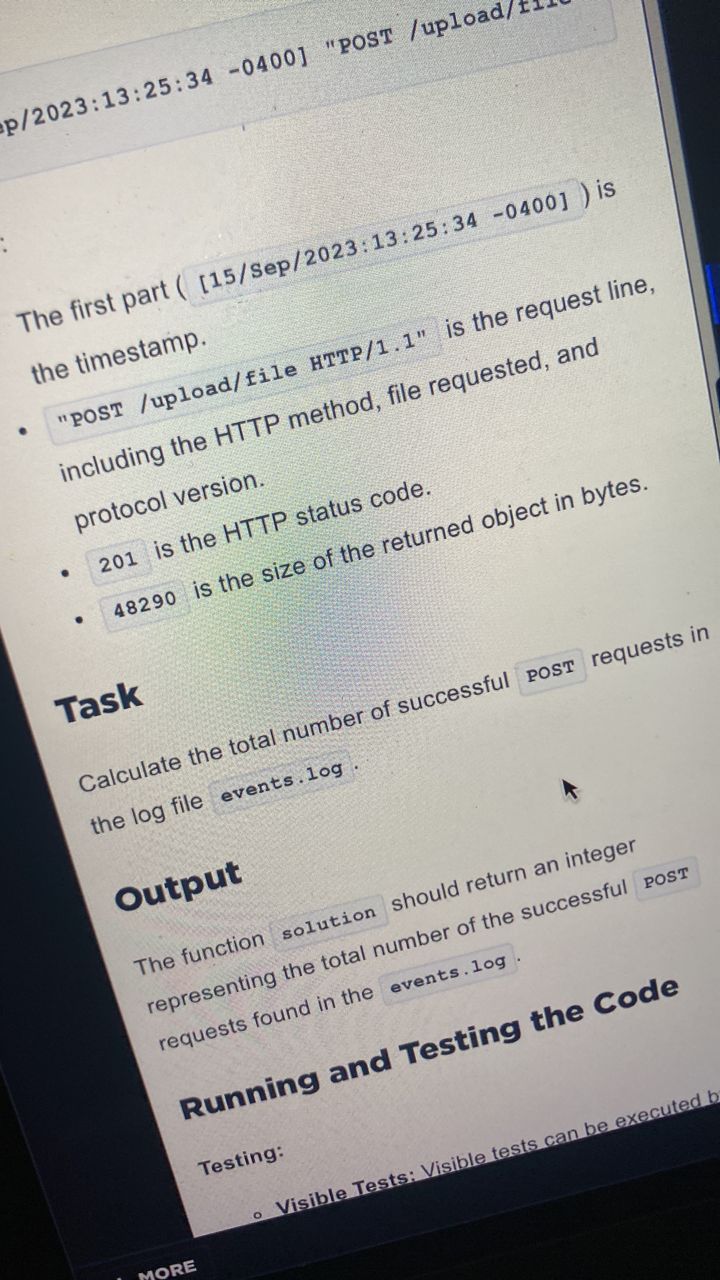 p/2023:13:25:34 -0400] "POST /upload/file
:
The first part ( [15/Sep/2023:13:25:34 -0400] ) is
the timestamp.
• "POST /upload/file HTTP/1.1" is the request line,
including the HTTP method, file requested, and
protocol version.
• 201 is the HTTP status code.
• 48290 is the size of the returned object in bytes.
Task
Calculate the total number of successful POST requests in
the log file events.log .
Output
The function solution should return an integer
representing the total number of the successful POST
requests found in the events.log .
Running and Testing the Code
Testing:
Visible Tests: Visible tests can be executed b
MORE